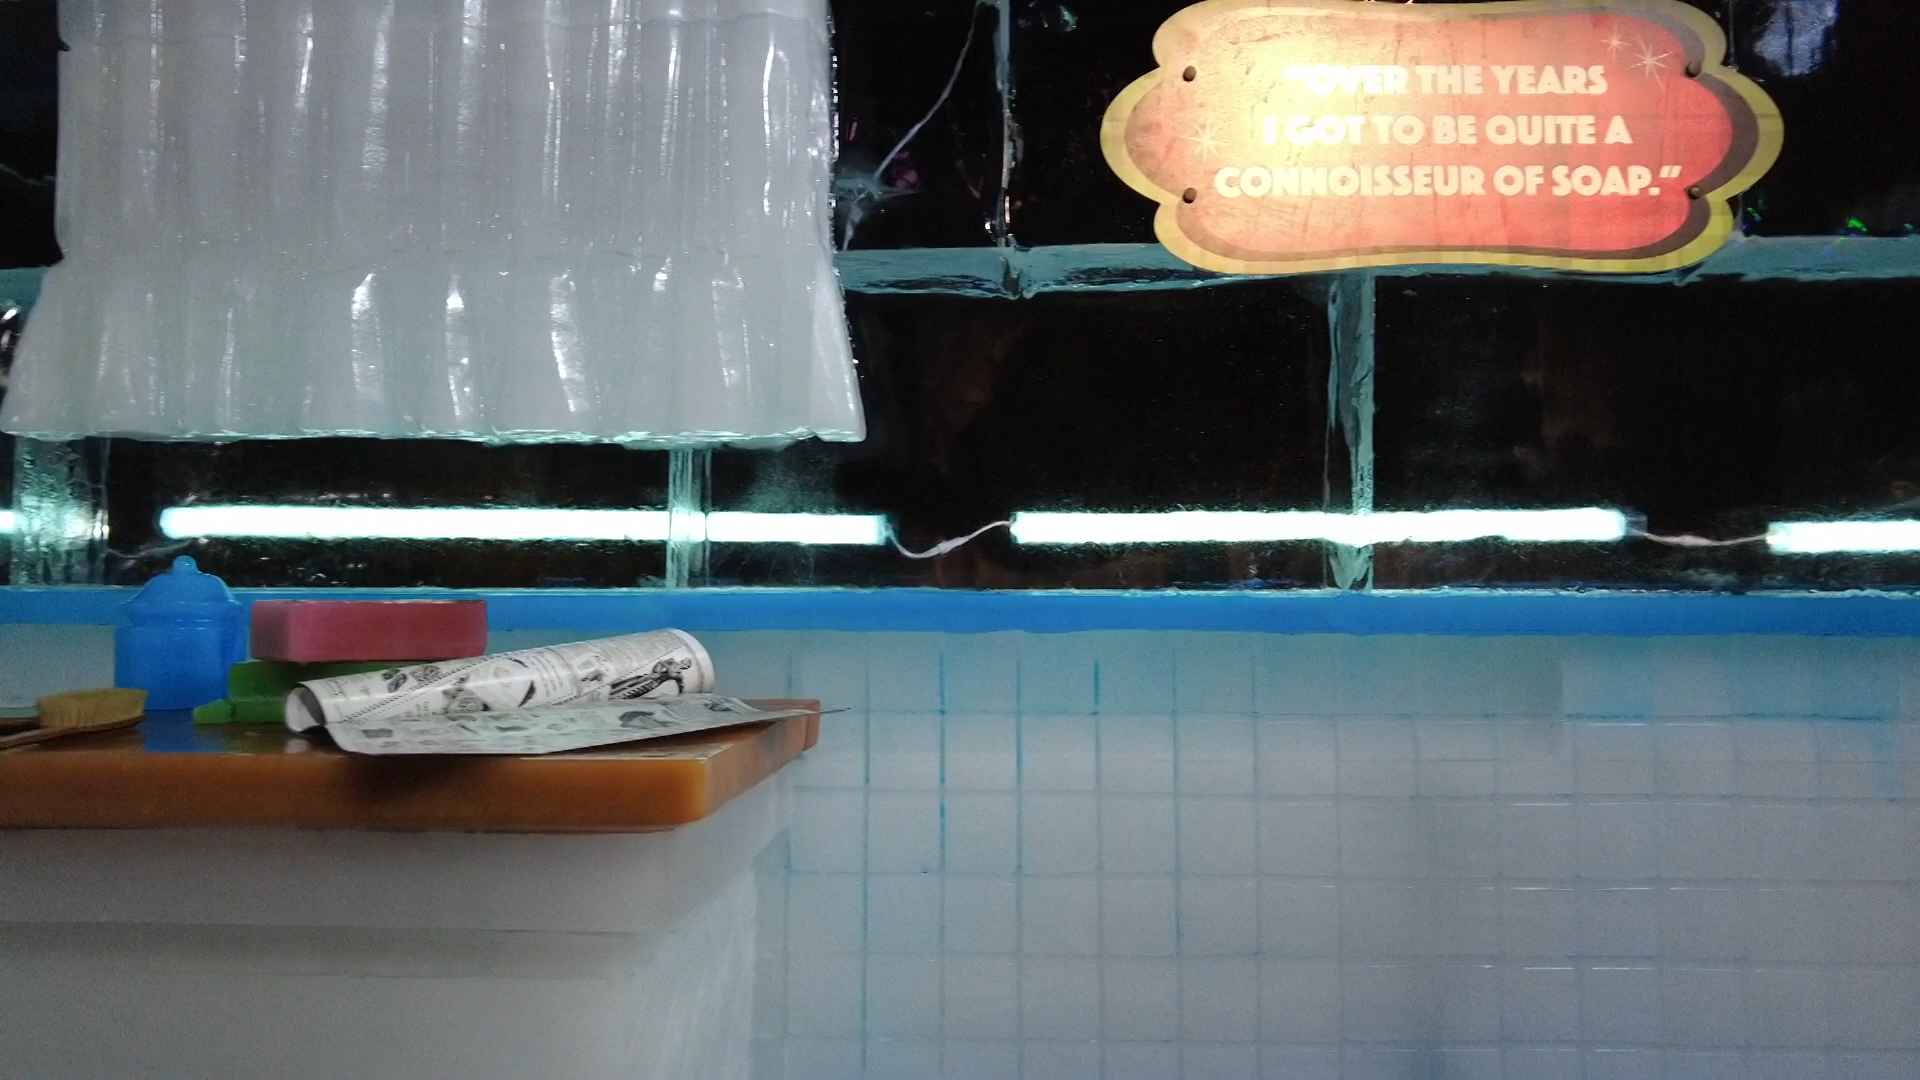 "OVER THE YEARS
I GOT TO BE QUITE A
CONNOISSEUR OF SOAP."